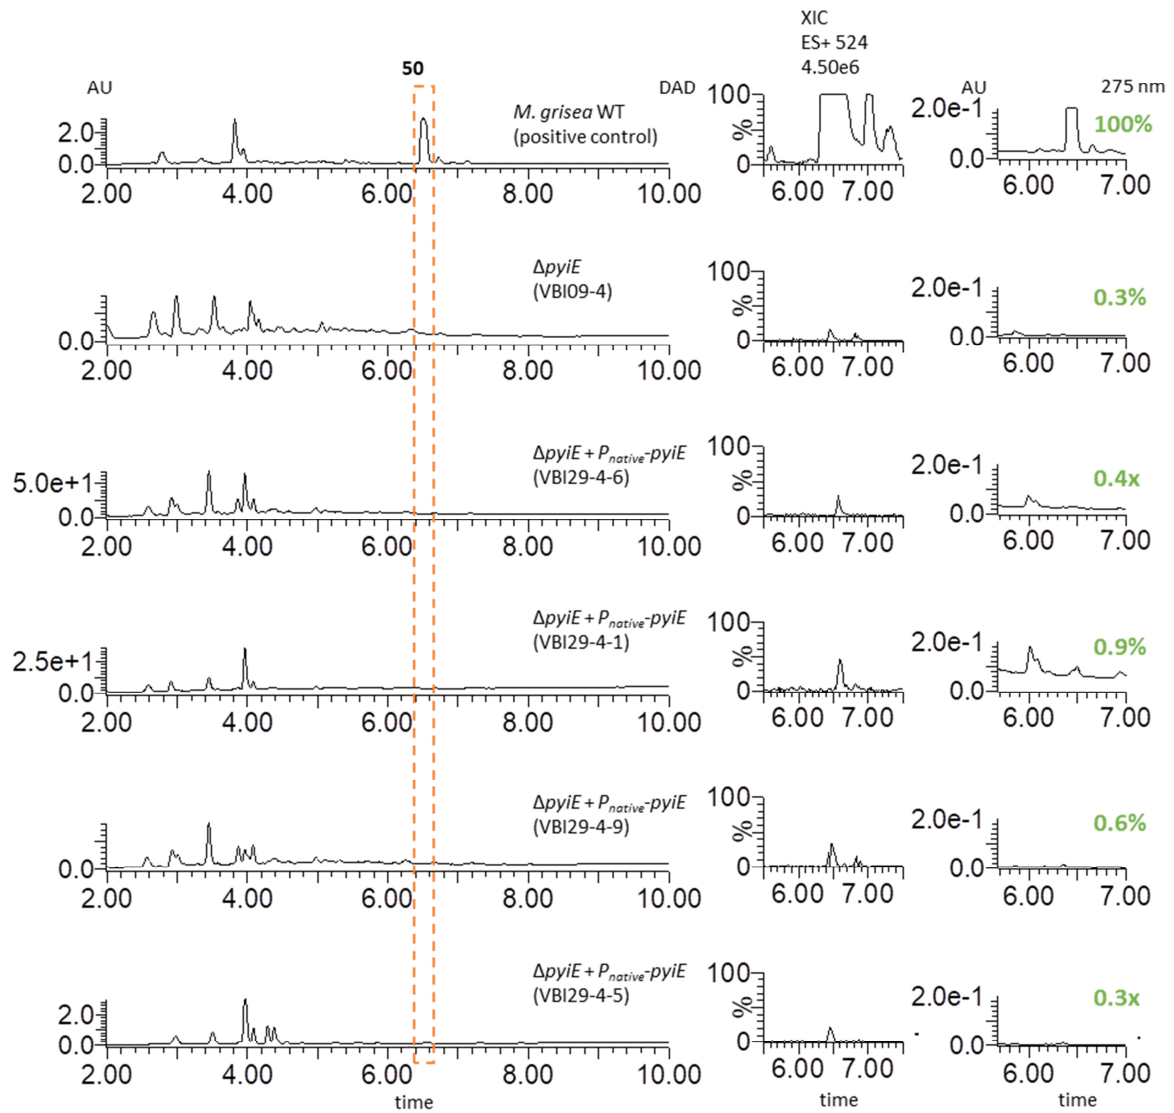 XIC
ES+ 524
4.50e6
50
AU
DAD
AU
275 nm
M. grisea WT
(positive control)
2.0
0.0
2.00 4.00 6.00 8.00 10.00
100
%
0
6.00 7.00
2.0e-1
0.0
100%
6.00 7.00
ΔpyiE
(VBI09-4)
0.0
2.00 4.00 6.00 8.00 10.00
100
%
0
6.00 7.00
2.0e-1
0.0
0.3%
6.00 7.00
ΔpyiE + Pnative-pyiE
(VBI29-4-6)
5.0e+1
0.0
2.00 4.00 6.00 8.00 10.00
100
%
0
6.00 7.00
2.0e-1
0.0
0.4x
6.00 7.00
ΔpyiE + Pnative-pyiE
(VBI29-4-1)
2.5e+1
0.0
2.00 4.00 6.00 8.00 10.00
100
%
0
6.00 7.00
2.0e-1
0.0
0.9%
6.00 7.00
ΔpyiE + Pnative-pyiE
(VBI29-4-9)
0.0
2.00 4.00 6.00 8.00 10.00
100
%
0
6.00 7.00
2.0e-1
0.0
0.6%
6.00 7.00
ΔpyiE + Pnative-pyiE
(VBI29-4-5)
2.0
0.0
2.00 4.00 6.00 8.00 10.00
time
100
%
0
6.00 7.00
time
2.0e-1
0.0
0.3x
6.00 7.00
time